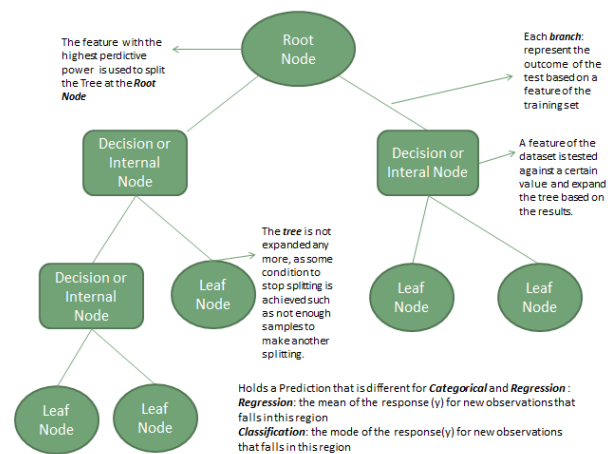 Root
Node
The feature with the
highest perdictive
power is used to split
the Tree at the Root
Node
Each branch:
represent the
outcome of the
test based on a
feature of the
training set
Decision or
Internal
Node
Decision or
Interal Node
A feature of the
dataset is tested
against a certain
value and expand
the tree based on
the results.
The tree is not
expanded any
more, as some
condition to
stop splitting is
achieved such
as not enough
samples to
make another
splitting.
Decision or
Internal
Node
Leaf
Node
Leaf
Node
Leaf
Node
Leaf
Node
Leaf
Node
Holds a Prediction that is different for Categorical and Regression :
Regression: the mean of the response (y) for new observations that
falls in this region
Classification: the mode of the response(y) for new observations
that falls in this region